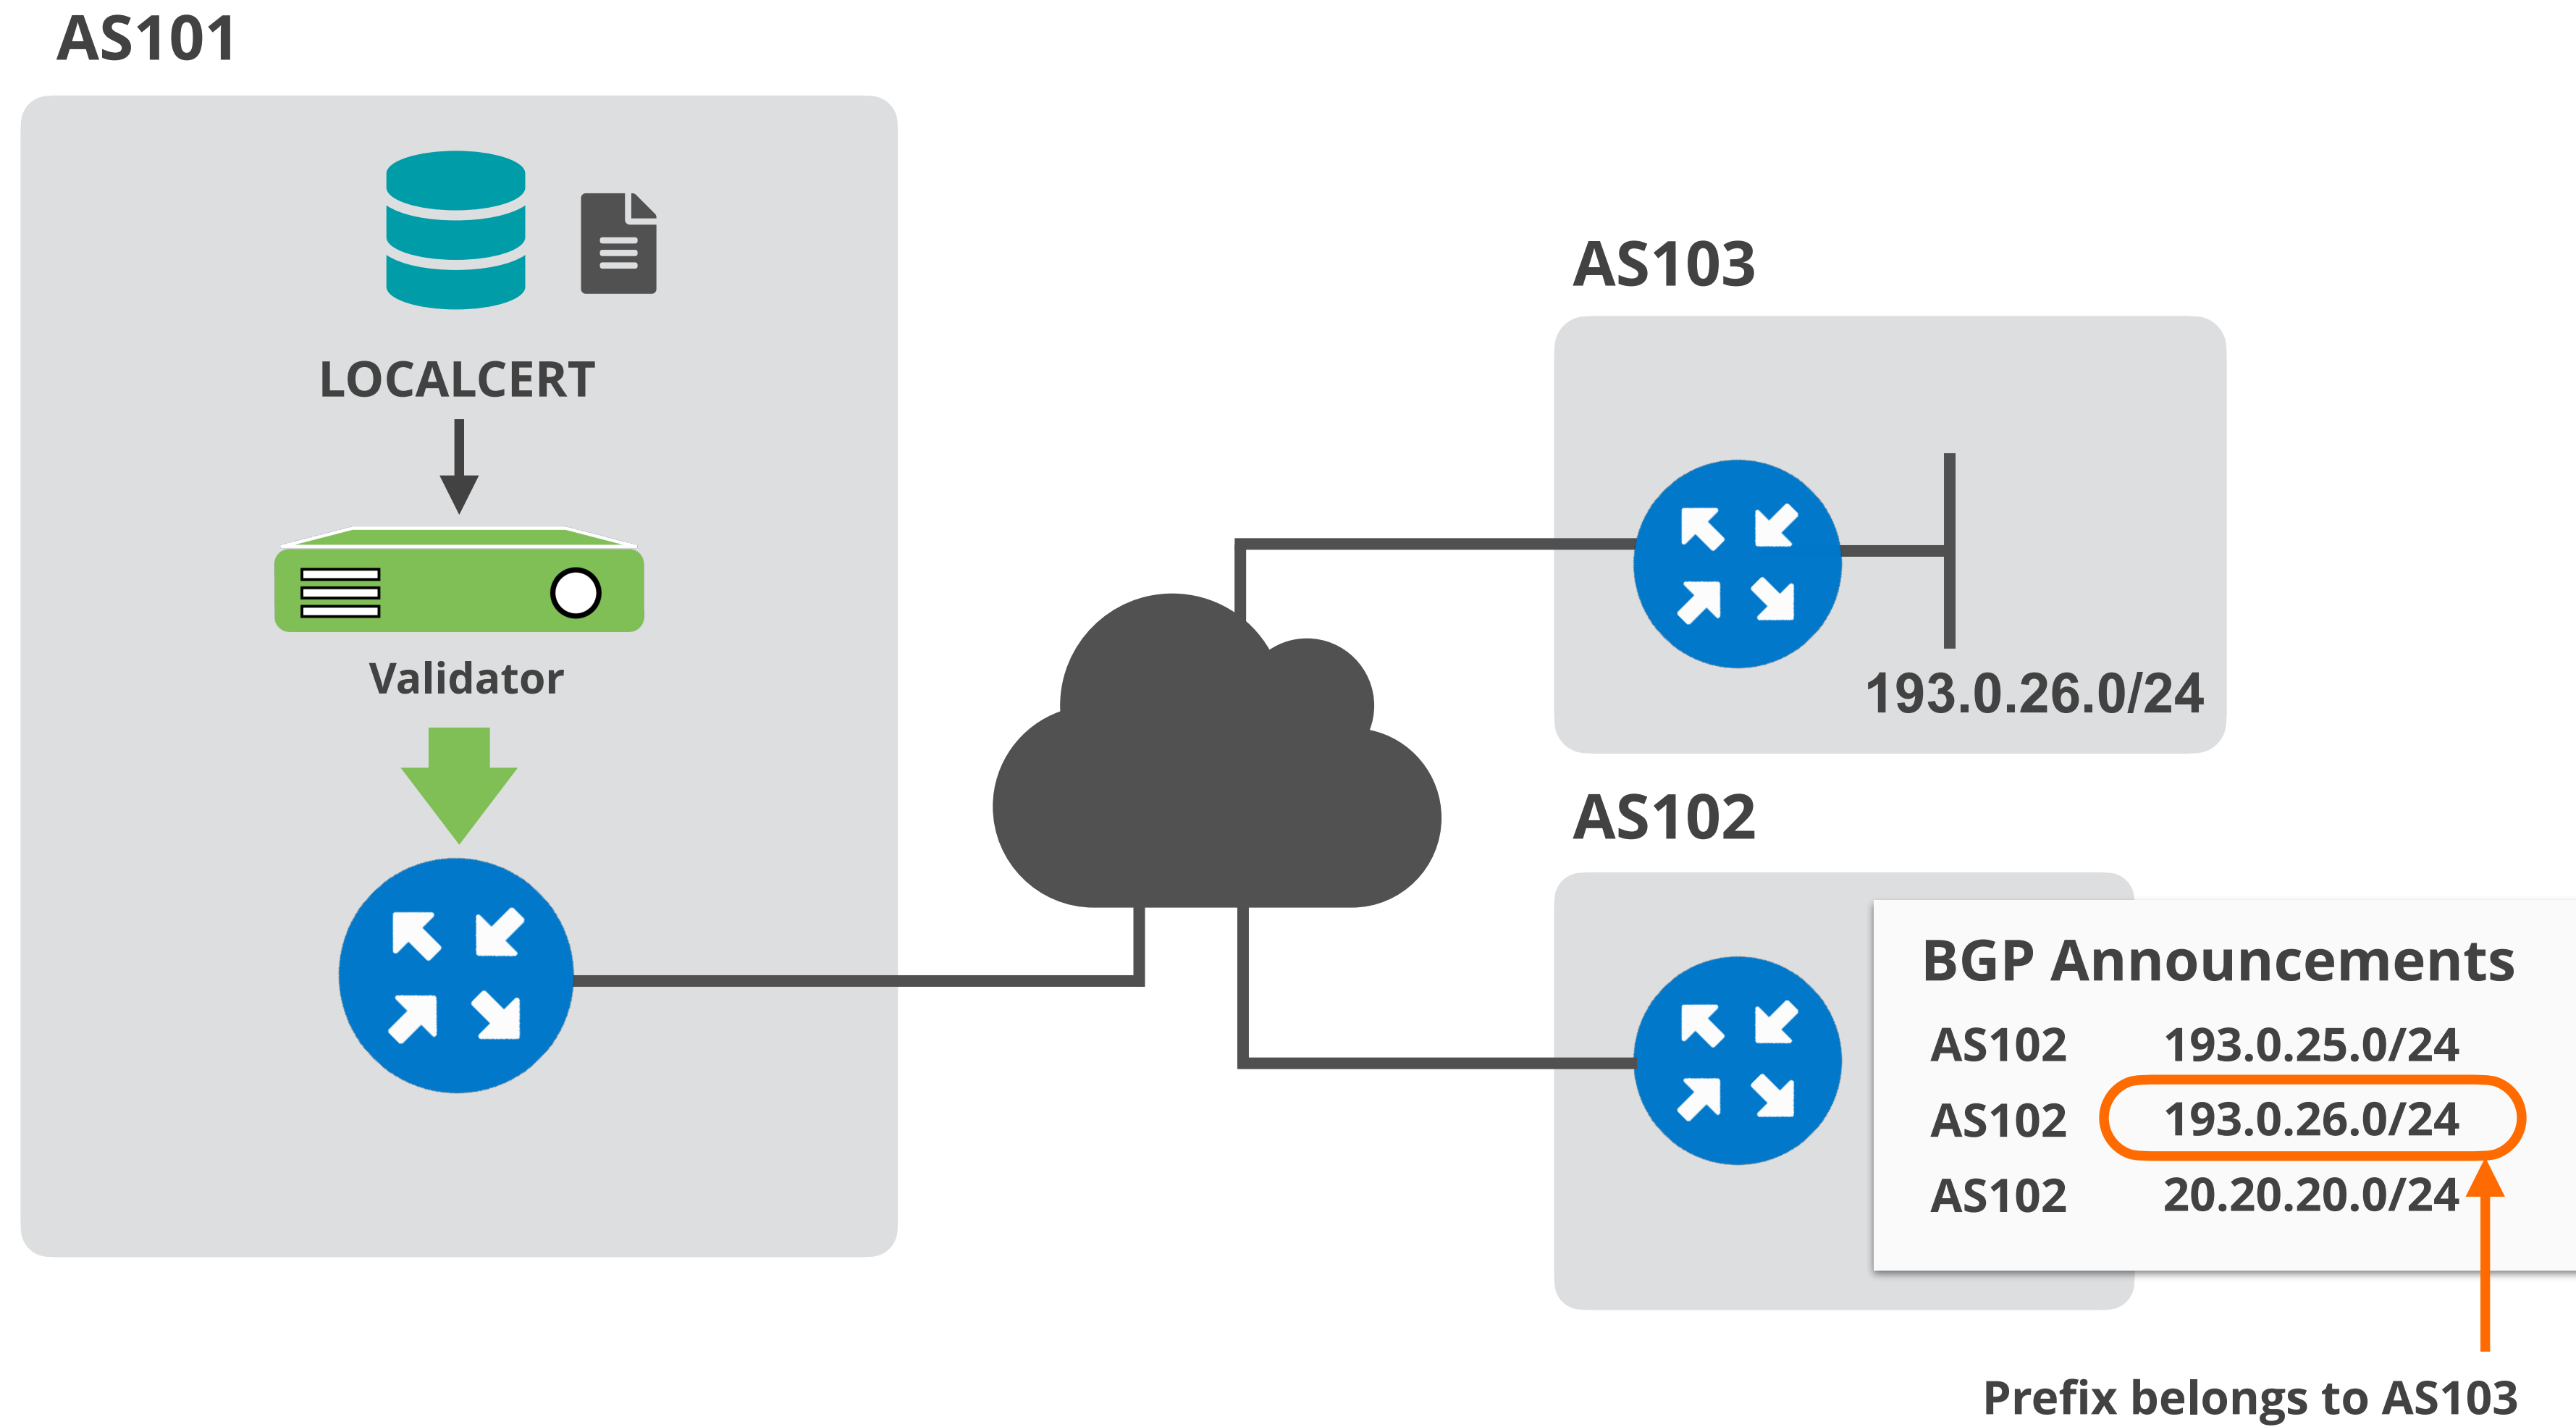 AS101
LOCALCERT
Validator
AS103
193.0.26.0/24
AS102
BGP Announcements
AS102 193.0.25.0/24
AS102 193.0.26.0/24
AS102 20.20.20.0/24
Prefix belongs to AS103